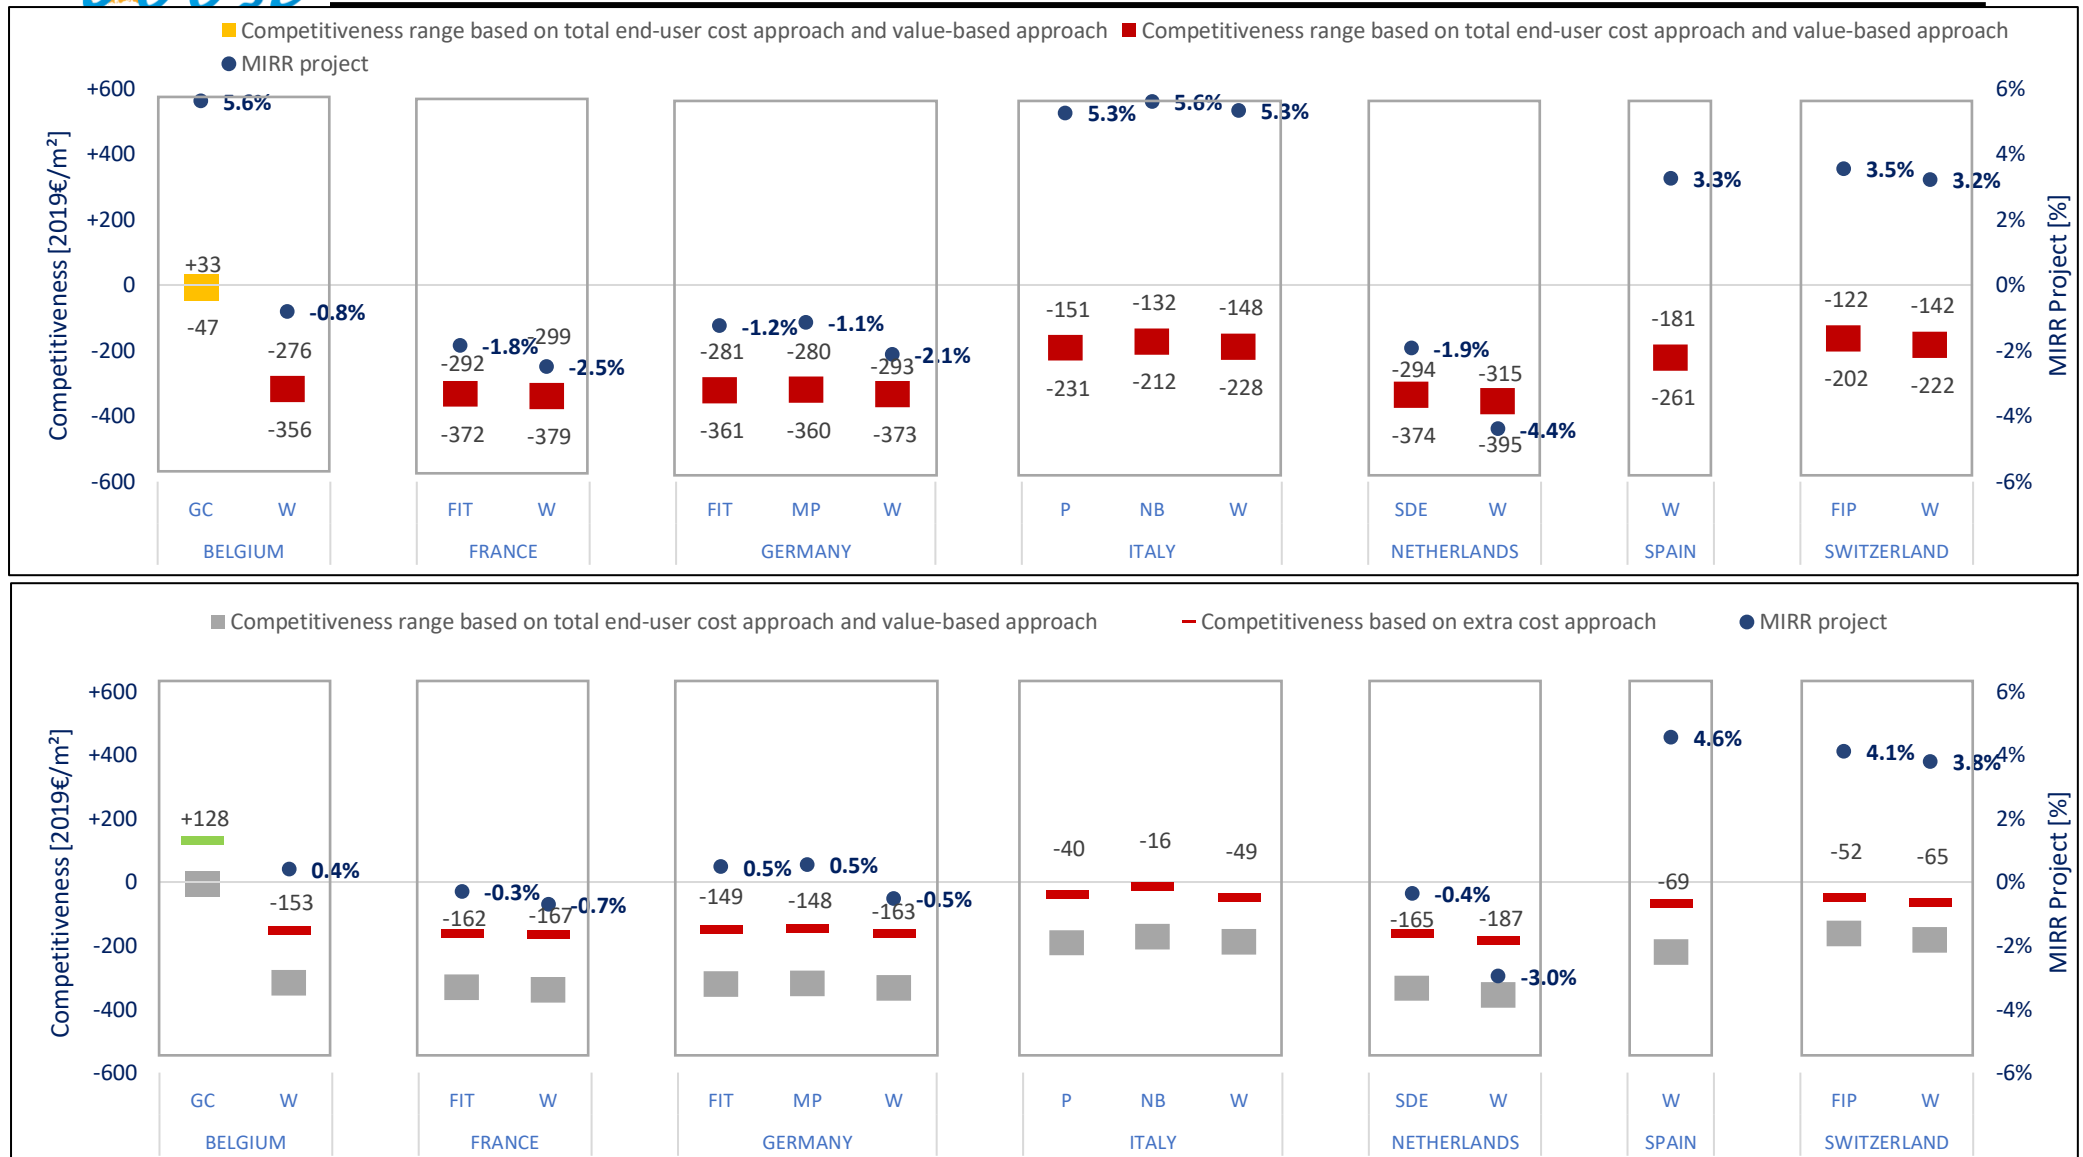 Competitiveness range based on total end-user cost approach and value-based approach Competitiveness range based on total end-user cost approach and value-based approach
MIRR project
Competitiveness [2019€/m²]
MIRR Project [%]
+600 +400 +200 0 -200 -400 -600
6% 4% 2% 0% -2% -4% -6%
5.6% -0.8% -1.8% -2.5% -1.2% -1.1% -2.1% 5.3% 5.6% 5.3% -1.9% -4.4% 3.3% 3.5% 3.2%
+33 -276 -292 -299 -281 -280 -293 -151 -132 -148 -294 -315 -181 -122 -142
-47 -356 -372 -379 -361 -360 -373 -231 -212 -228 -374 -395 -261 -202 -222
GC W FIT W FIT MP W P NB W SDE W W FIP W
BELGIUM FRANCE GERMANY ITALY NETHERLANDS SPAIN SWITZERLAND
Competitiveness range based on total end-user cost approach and value-based approach Competitiveness based on extra cost approach MIRR project
Competitiveness [2019€/m²]
MIRR Project [%]
+600 +400 +200 0 -200 -400 -600
6% 4% 2% 0% -2% -4% -6%
0.4% -0.3% -0.7% 0.5% 0.5% -0.5% -0.4% -3.0% 4.6% 4.1% 3.8%
+128 -153 -162 -167 -149 -148 -163 -40 -16 -49 -165 -187 -69 -52 -65
GC W FIT W FIT MP W P NB W SDE W W FIP W
BELGIUM FRANCE GERMANY ITALY NETHERLANDS SPAIN SWITZERLAND